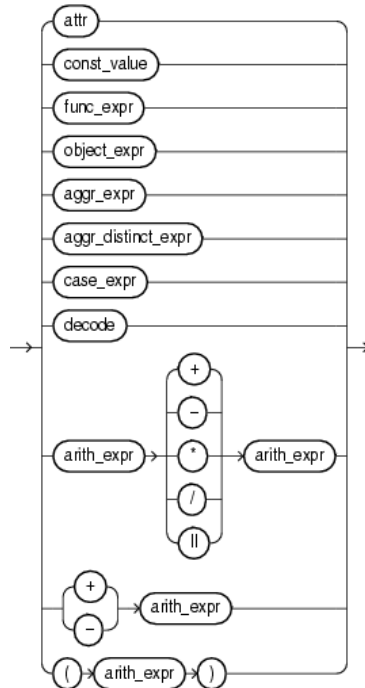 attr
const_value
func_expr
object_expr
aggr_expr
aggr_distinct_expr
case_expr
decode
+
−
arith_expr * arith_expr
/
||
+
arith_expr
−
( arith_expr )